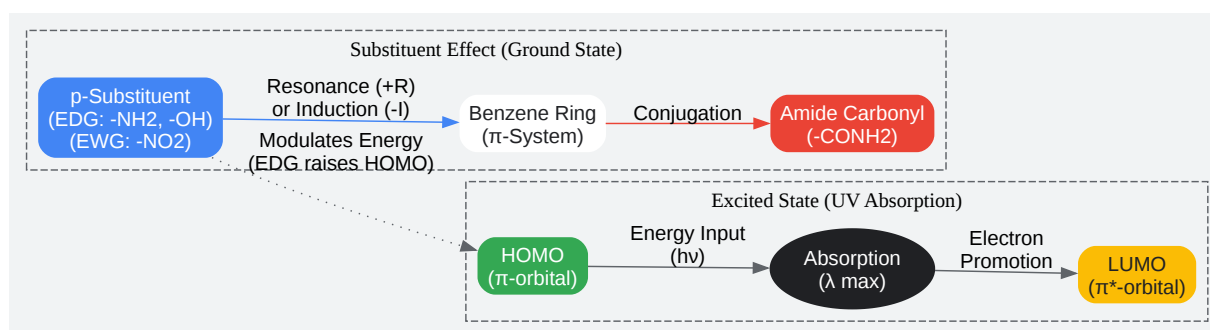 Substituent Effect (Ground State)
p-Substituent
(EDG: -NH2, -OH)
(EWG: -NO2)
Resonance (+R)
or Induction (-I)
Benzene Ring
(π-System)
Conjugation
Amide Carbonyl
(-CONH2)
Modulates Energy
(EDG raises HOMO)
Excited State (UV Absorption)
HOMO
(π-orbital)
Energy Input
(hν)
Absorption
(λ max)
Electron
Promotion
LUMO
(π*-orbital)